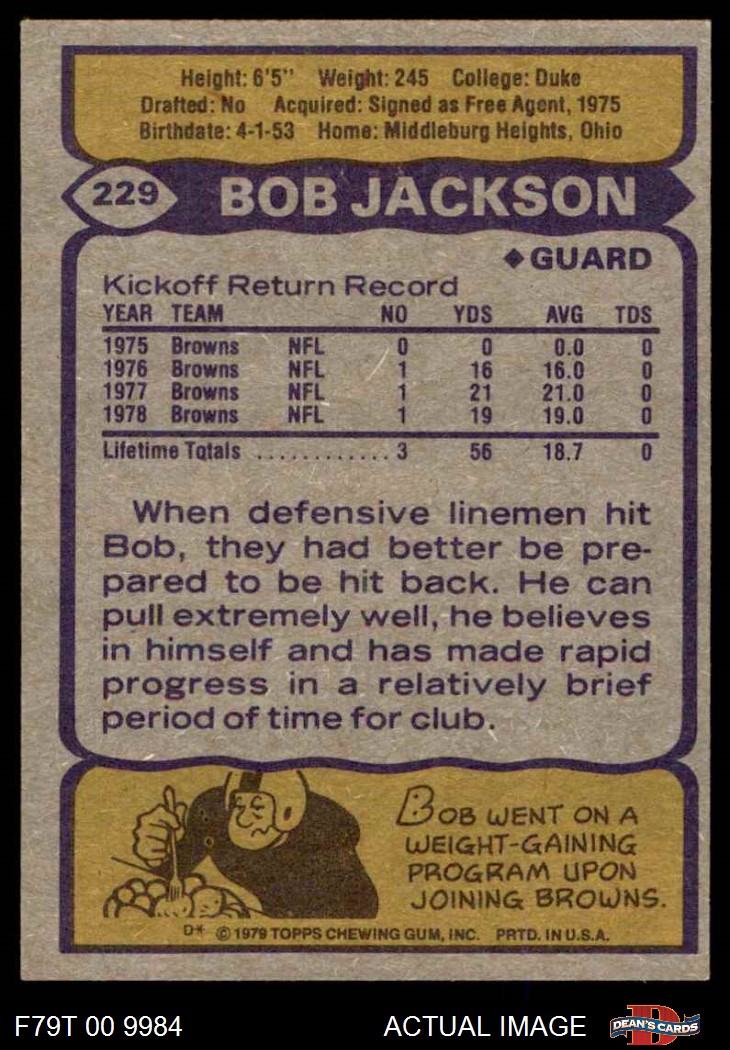 Height: 6'5" Weight: 245 College: Duke
Drafted: No Acquired: Signed as Free Agent, 1975
Birthdate: 4-1-53 Home: Middleburg Heights, Ohio
229 BOB JACKSON
◆ GUARD
Kickoff Return Record
YEAR TEAM NO YDS AVG TDS
1975 Browns NFL 0 0 0.0 0
1976 Browns NFL 1 16 16.0 0
1977 Browns NFL 1 21 21.0 0
1978 Browns NFL 1 19 19.0 0
Lifetime Totals ............ 3 56 18.7 0
When defensive linemen hit
Bob, they had better be pre-
pared to be hit back. He can
pull extremely well, he believes
in himself and has made rapid
progress in a relatively brief
period of time for club.
BOB WENT ON A
WEIGHT-GAINING
PROGRAM UPON
JOINING BROWNS.
D* © 1979 TOPPS CHEWING GUM, INC. PRTD. IN U.S.A.
F79T 00 9984 ACTUAL IMAGE D DEAN'S CARDS